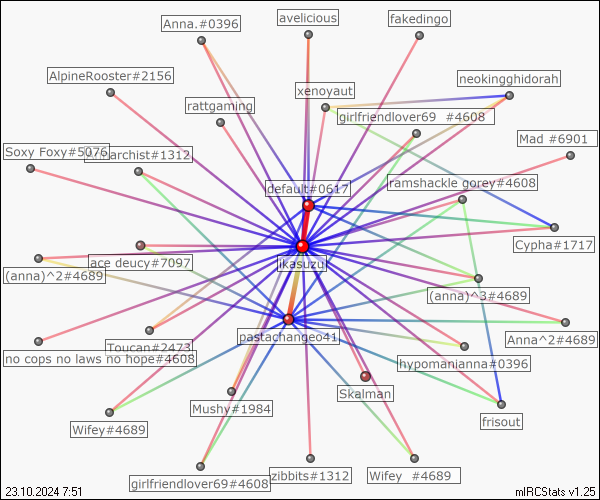 avelicious
fakedingo
Anna.#0396
AlpineRooster#2156
neokingghidorah
xenoyaut
rattgaming
girlfriendlover69 #4608
Mad #6901
Soxy Foxy#5076
archist#1312
default#0617
ramshackle gorey#4608
Cypha#1717
ace deucy#7097
ikasuzu
(anna)^2#4689
(anna)^3#4689
pastachangeo41
Anna^2#4689
Toucan#2473
no cops no laws no hope#4608
hypomanianna#0396
Skalman
Mushy#1984
frisout
Wifey#4689
zibbits#1312
Wifey #4689
girlfriendlover69#4608
23.10.2024 7:51
mIRCStats v1.25